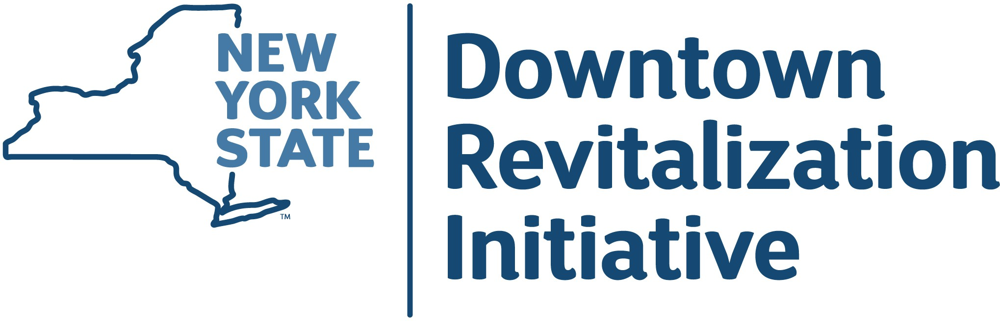 NEW
YORK
STATE
™
Downtown
Revitalization
Initiative